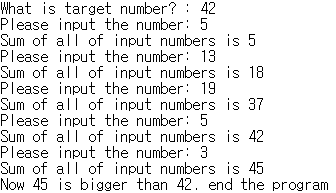 What is target number? : 42
Please input the number: 5
Sum of all of input numbers is 5
Please input the number: 13
Sum of all of input numbers is 18
Please input the number: 19
Sum of all of input numbers is 37
Please input the number: 5
Sum of all of input numbers is 42
Please input the number: 3
Sum of all of input numbers is 45
Now 45 is bigger than 42. end the program